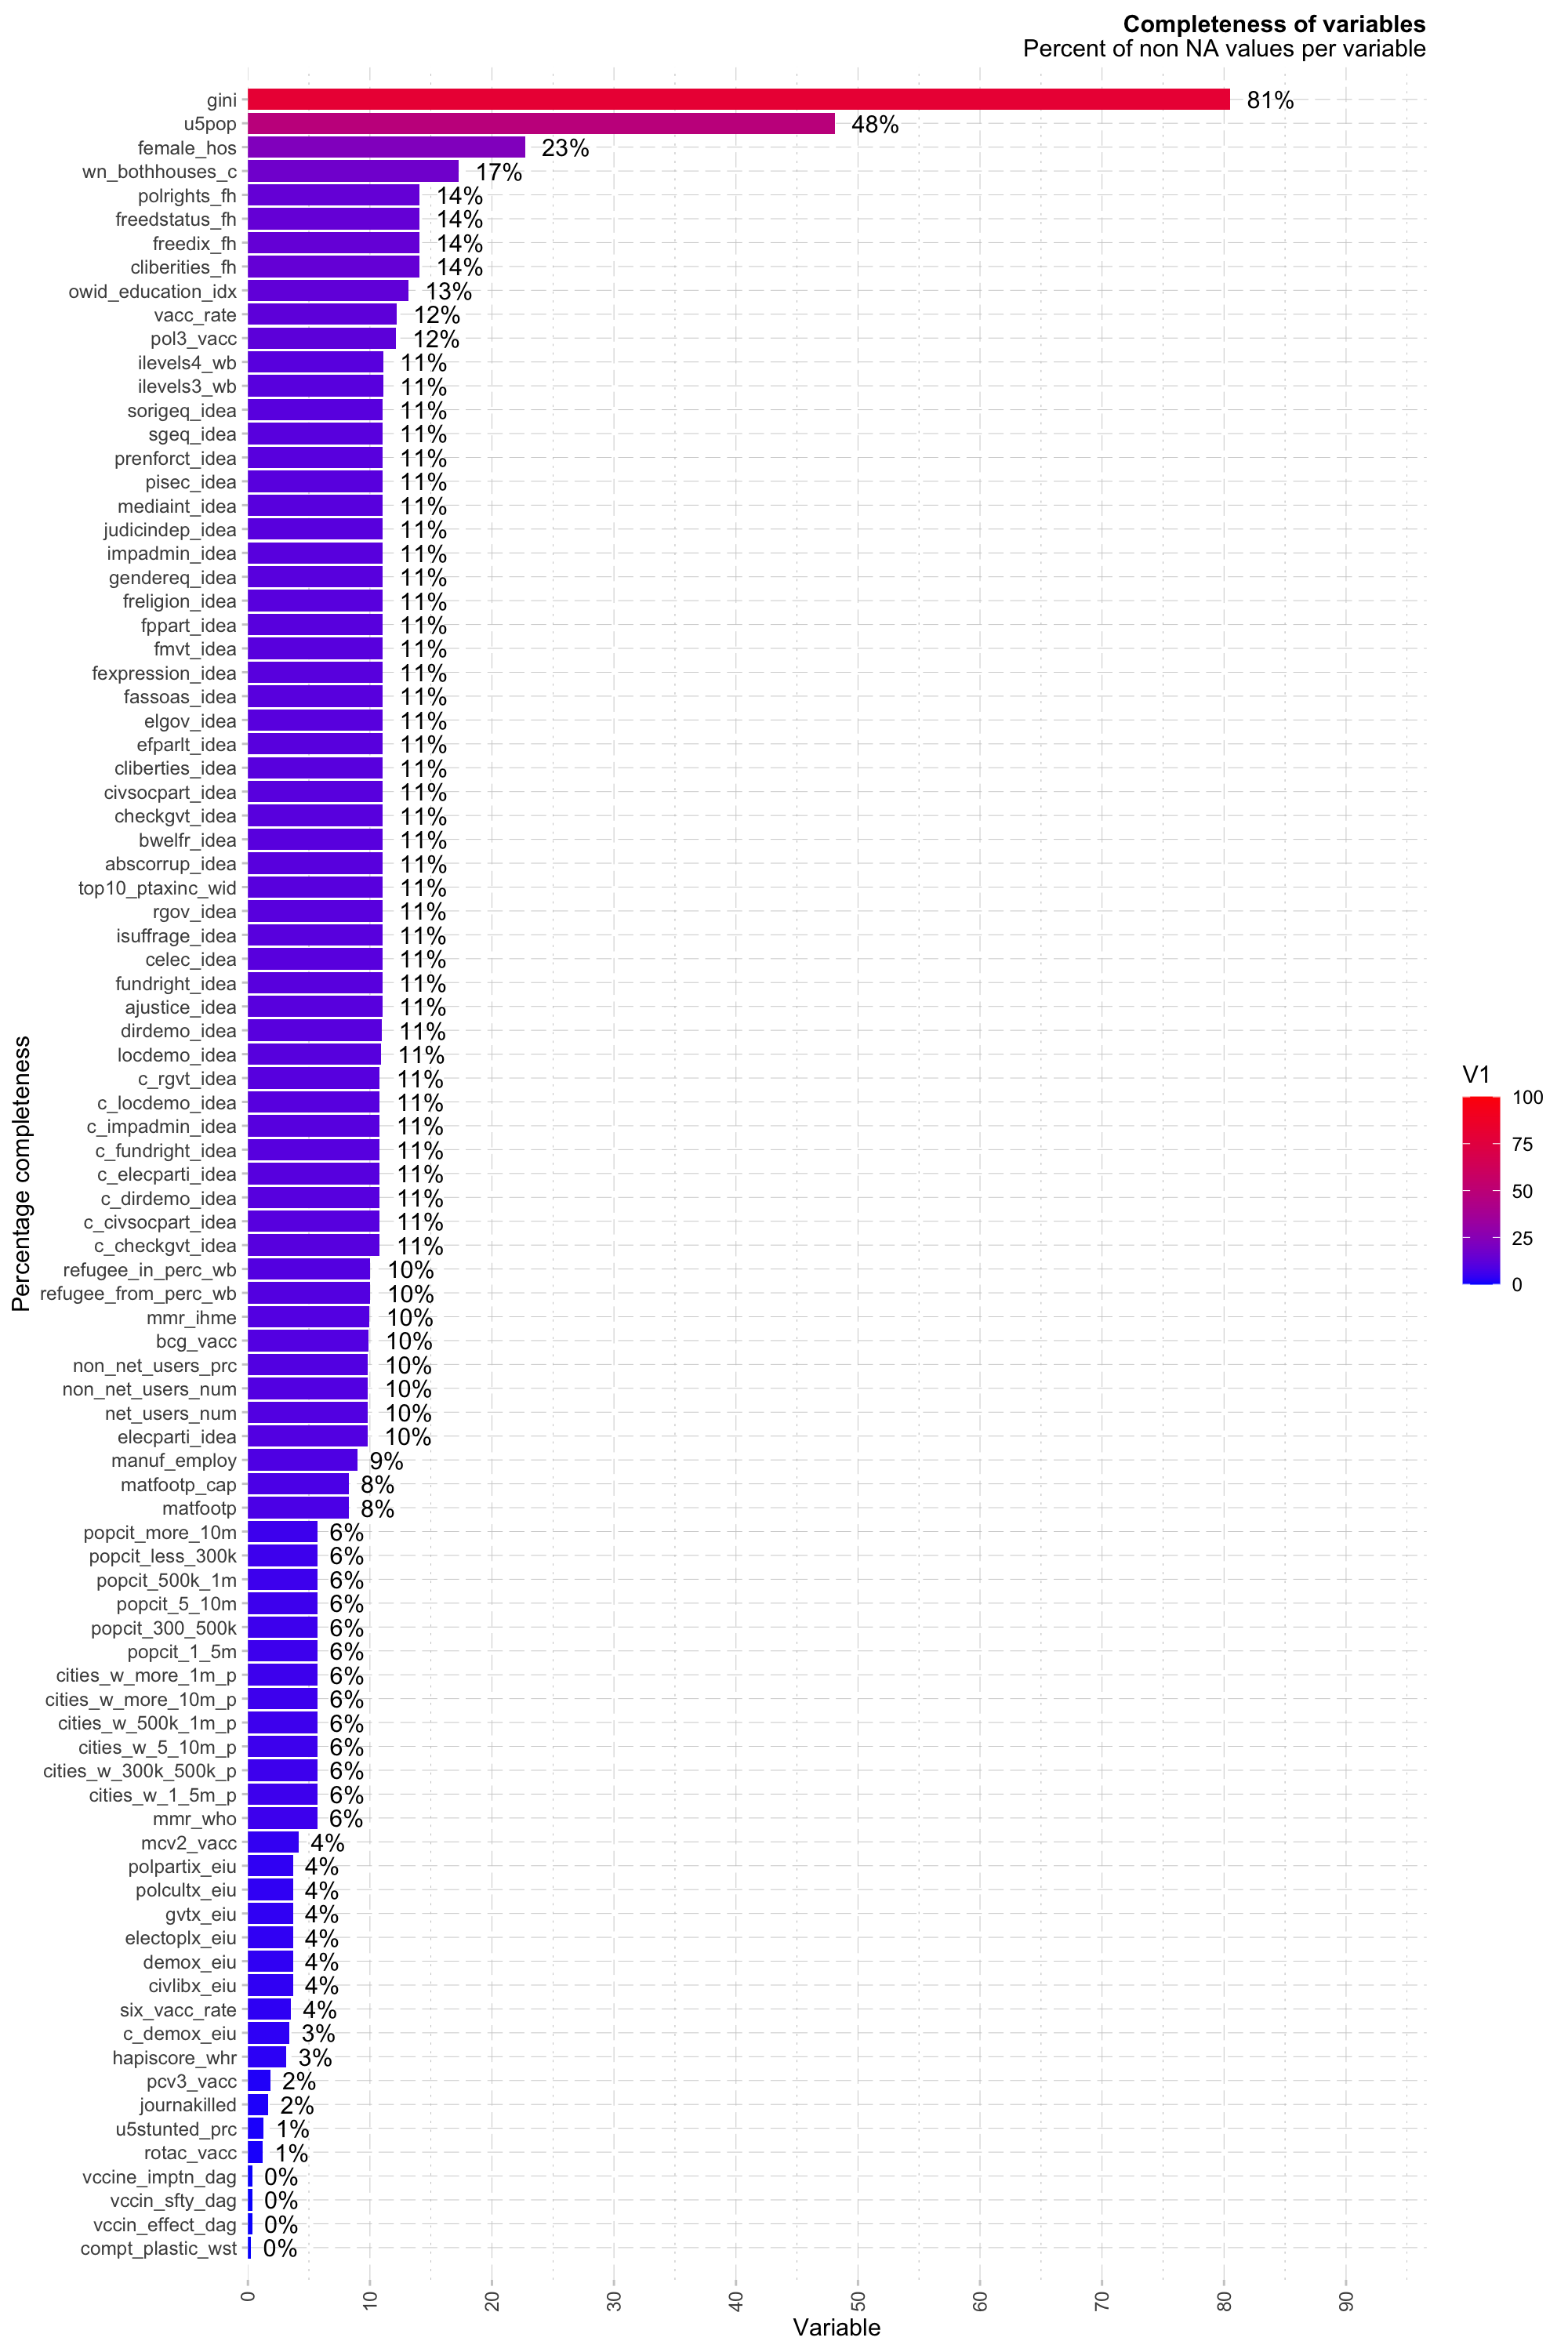 Completeness of variables
Percent of non NA values per variable
gini 81%
u5pop 48%
female_hos 23%
wn_bothhouses_c 17%
polrights_fh 14%
freedstatus_fh 14%
freedix_fh 14%
cliberities_fh 14%
owid_education_idx 13%
vacc_rate 12%
pol3_vacc 12%
ilevels4_wb 11%
ilevels3_wb 11%
sorigeq_idea 11%
sgeq_idea 11%
prenforct_idea 11%
pisec_idea 11%
mediaint_idea 11%
judicindep_idea 11%
impadmin_idea 11%
gendereq_idea 11%
freligion_idea 11%
fppart_idea 11%
fmvt_idea 11%
fexpression_idea 11%
fassoas_idea 11%
elgov_idea 11%
efparlt_idea 11%
cliberties_idea 11%
civsocpart_idea 11%
checkgvt_idea 11%
bwelfr_idea 11%
abscorrup_idea 11%
top10_ptaxinc_wid 11%
rgov_idea 11%
isuffrage_idea 11%
celec_idea 11%
fundright_idea 11%
ajustice_idea 11%
dirdemo_idea 11%
locdemo_idea 11%
c_rgvt_idea 11%
c_locdemo_idea 11%
c_impadmin_idea 11%
c_fundright_idea 11%
c_elecparti_idea 11%
c_dirdemo_idea 11%
c_civsocpart_idea 11%
c_checkgvt_idea 11%
refugee_in_perc_wb 10%
refugee_from_perc_wb 10%
mmr_ihme 10%
bcg_vacc 10%
non_net_users_prc 10%
non_net_users_num 10%
net_users_num 10%
elecparti_idea 10%
manuf_employ 9%
matfootp_cap 8%
matfootp 8%
popcit_more_10m 6%
popcit_less_300k 6%
popcit_500k_1m 6%
popcit_5_10m 6%
popcit_300_500k 6%
popcit_1_5m 6%
cities_w_more_1m_p 6%
cities_w_more_10m_p 6%
cities_w_500k_1m_p 6%
cities_w_5_10m_p 6%
cities_w_300k_500k_p 6%
cities_w_1_5m_p 6%
mmr_who 6%
mcv2_vacc 4%
polpartix_eiu 4%
polcultx_eiu 4%
gvtx_eiu 4%
electoplx_eiu 4%
demox_eiu 4%
civlibx_eiu 4%
six_vacc_rate 4%
c_demox_eiu 3%
hapiscore_whr 3%
pcv3_vacc 2%
journakilled 2%
u5stunted_prc 1%
rotac_vacc 1%
vccine_imptn_dag 0%
vccin_sfty_dag 0%
vccin_effect_dag 0%
compt_plastic_wst 0%
0 10 20 30 40 50 60 70 80 90
Variable
Percentage completeness
V1
100
75
50
25
0